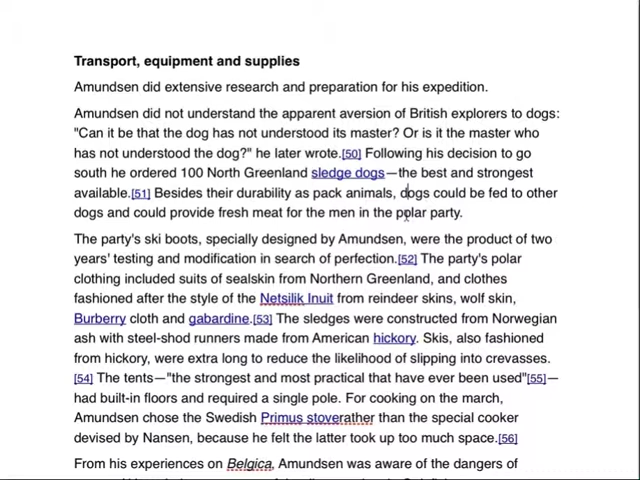 Transport, equipment and supplies
Amundsen did extensive research and preparation for his expedition.
Amundsen did not understand the apparent aversion of British explorers to dogs:
"Can it be that the dog has not understood its master? Or is it the master who
has not understood the dog?" he later wrote.[50] Following his decision to go
south he ordered 100 North Greenland sledge dogs—the best and strongest
available.[51] Besides their durability as pack animals, dogs could be fed to other
dogs and could provide fresh meat for the men in the polar party.
The party's ski boots, specially designed by Amundsen, were the product of two
years' testing and modification in search of perfection.[52] The party's polar
clothing included suits of sealskin from Northern Greenland, and clothes
fashioned after the style of the Netsilik Inuit from reindeer skins, wolf skin,
Burberry cloth and gabardine.[53] The sledges were constructed from Norwegian
ash with steel-shod runners made from American hickory. Skis, also fashioned
from hickory, were extra long to reduce the likelihood of slipping into crevasses.
[54] The tents—"the strongest and most practical that have ever been used"[55]—
had built-in floors and required a single pole. For cooking on the march,
Amundsen chose the Swedish Primus stoverather than the special cooker
devised by Nansen, because he felt the latter took up too much space.[56]
From his experiences on Belgica, Amundsen was aware of the dangers of